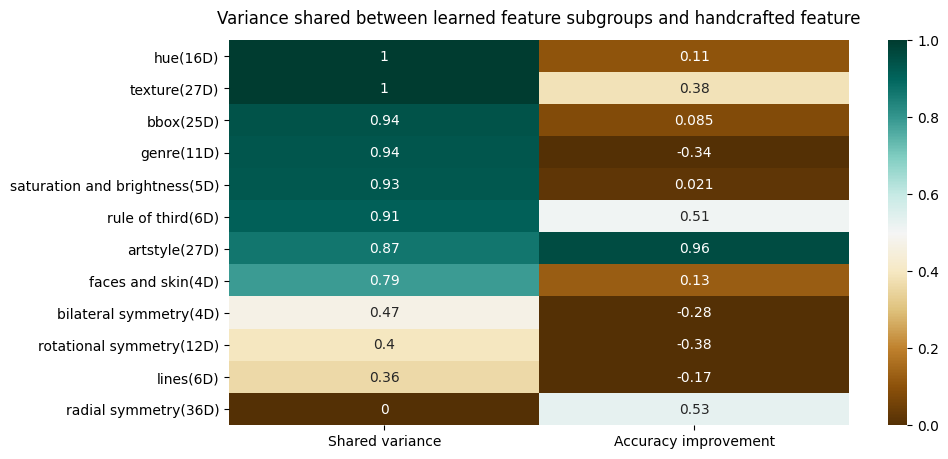 Variance shared between learned feature subgroups and handcrafted feature
hue(16D) 1 0.11
texture(27D) 1 0.38
bbox(25D) 0.94 0.085
genre(11D) 0.94 -0.34
saturation and brightness(5D) 0.93 0.021
rule of third(6D) 0.91 0.51
artstyle(27D) 0.87 0.96
faces and skin(4D) 0.79 0.13
bilateral symmetry(4D) 0.47 -0.28
rotational symmetry(12D) 0.4 -0.38
lines(6D) 0.36 -0.17
radial symmetry(36D) 0 0.53
Shared variance Accuracy improvement
1.0
0.8
0.6
0.4
0.2
0.0